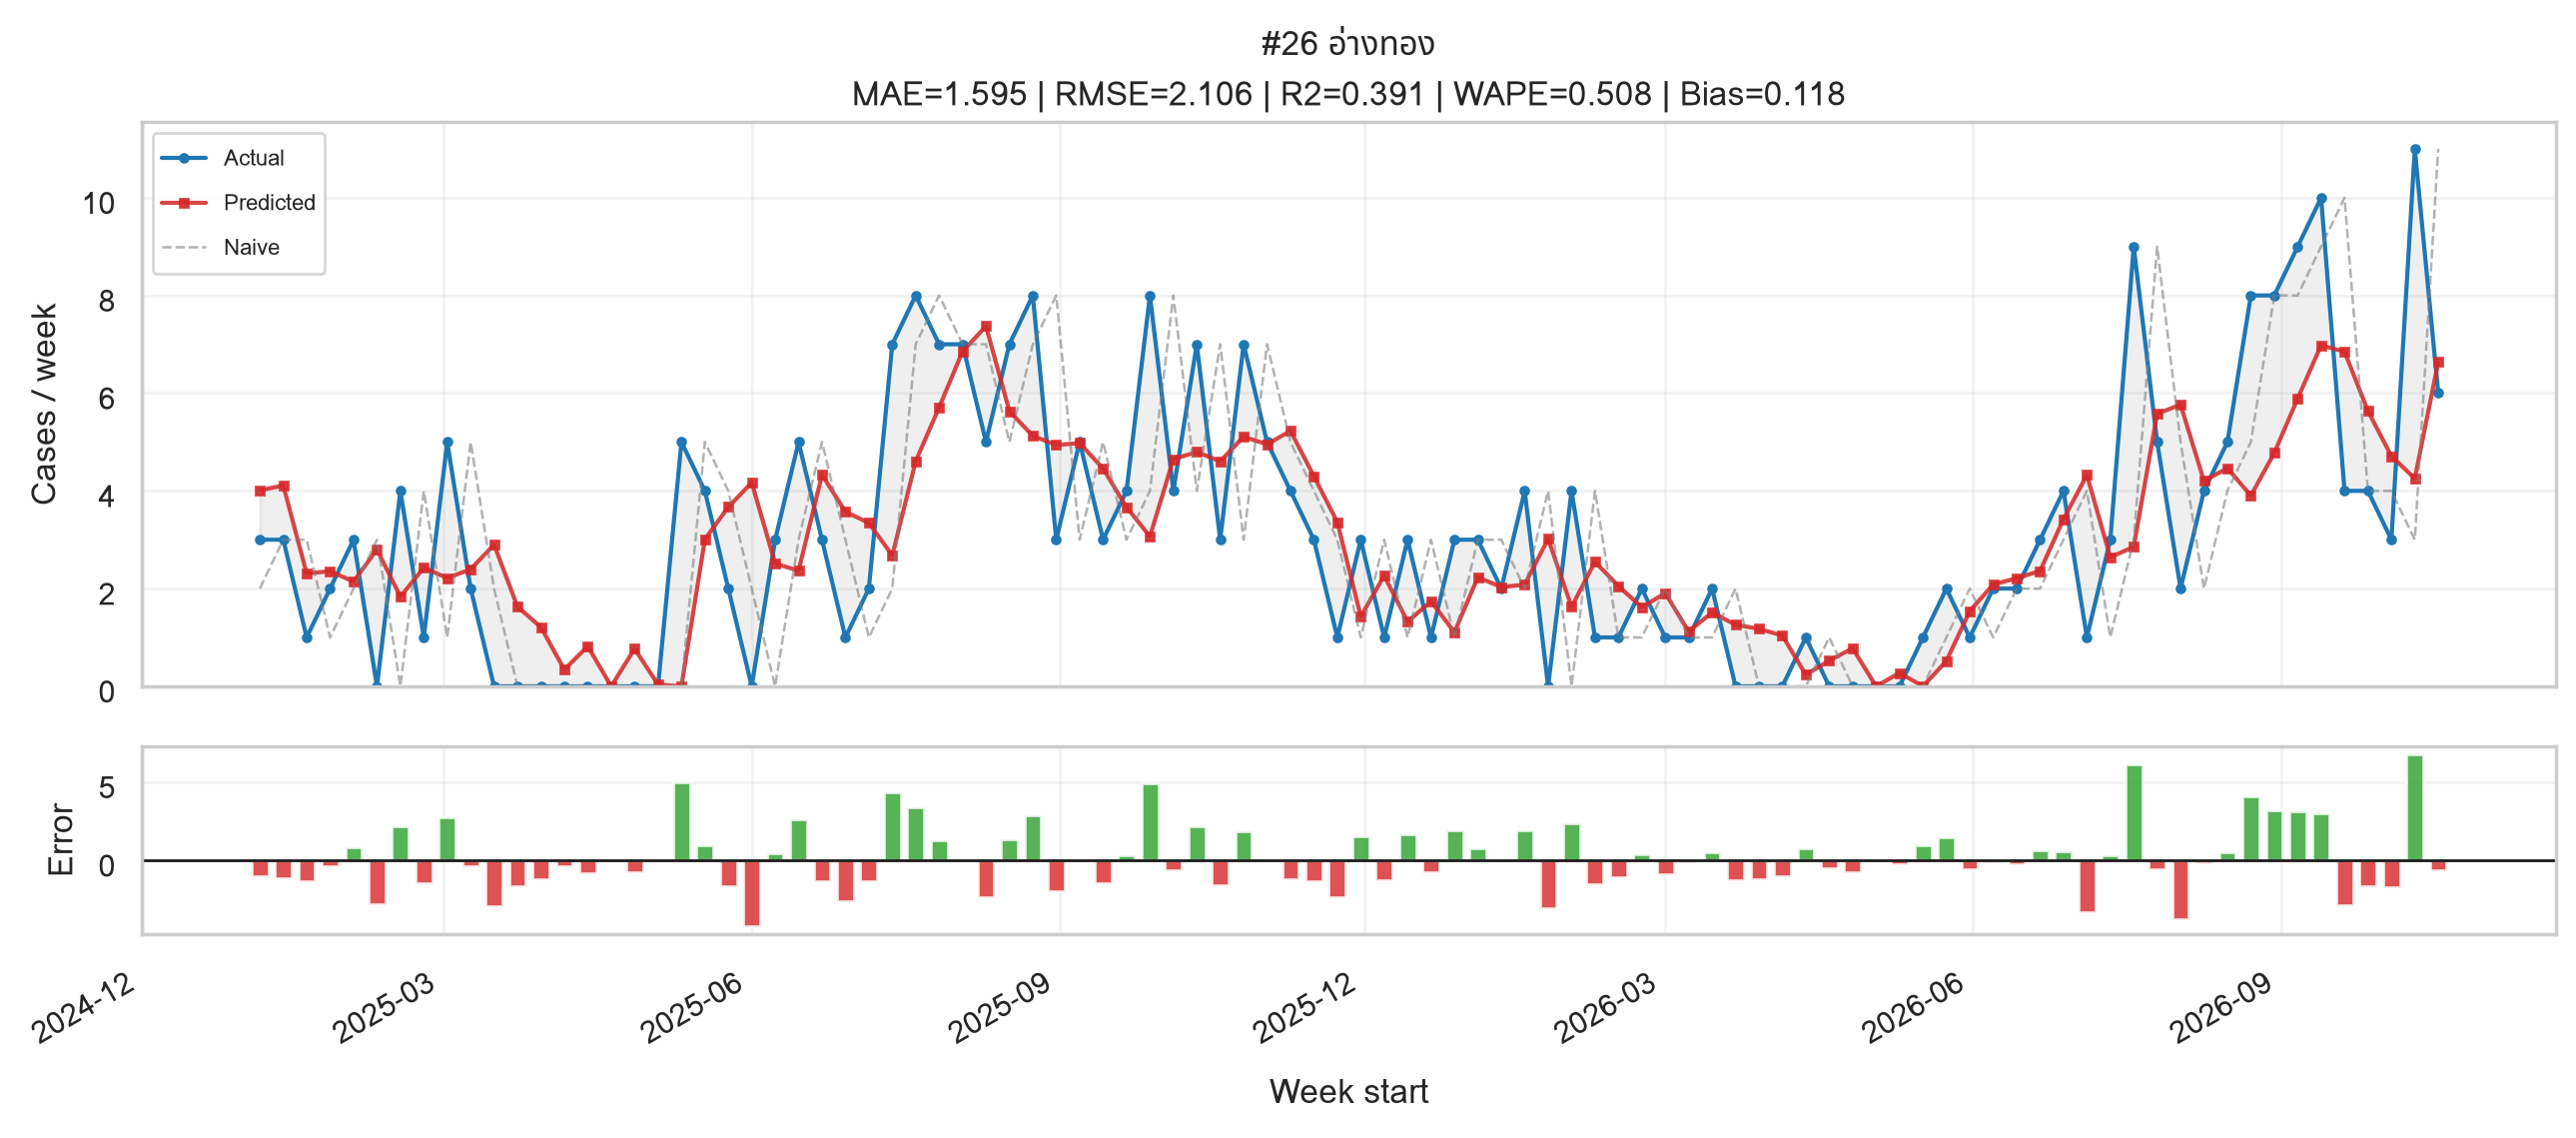 #26 อ่างทอง
MAE=1.595 | RMSE=2.106 | R2=0.391 | WAPE=0.508 | Bias=0.118
Actual
Predicted
Naive
Cases / week
10
8
6
4
2
0
Error
5
0
2024-12
2025-03
2025-06
2025-09
2025-12
2026-03
2026-06
2026-09
Week start